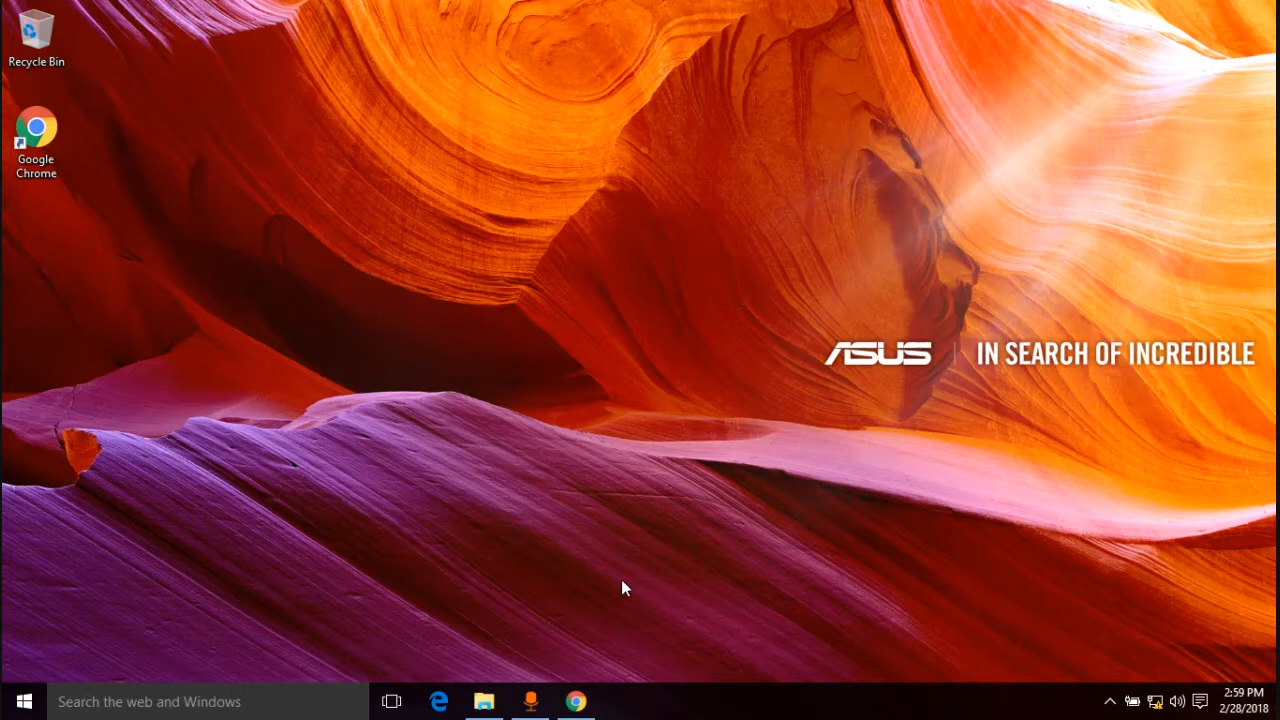 Recycle Bin
Google
Chrome
ASUS IN SEARCH OF INCREDIBLE
Search the web and Windows
2:59 PM
2/28/2018